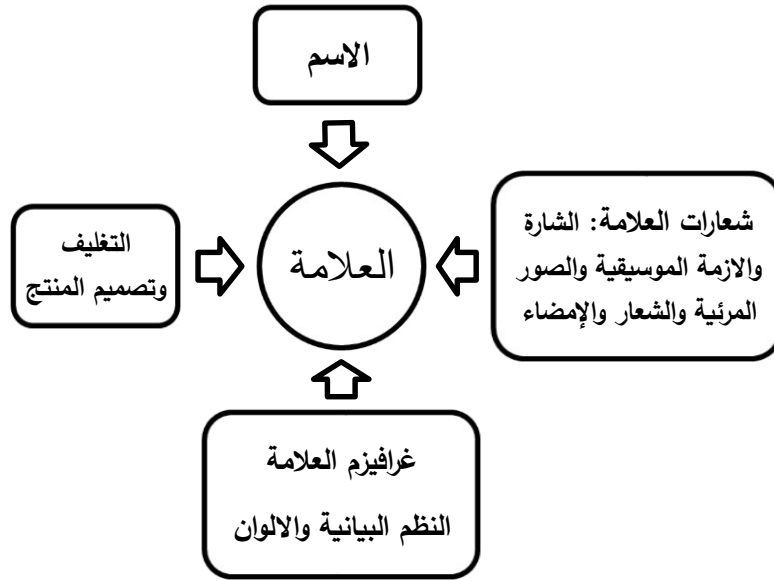 الاسم
شعارات العلامة: الشارة
والازمة الموسيقية والصور
المرئية والشعار والإمضاء
العلامة
التغليف
وتصميم المنتج
غرافيزم العلامة
النظم البيانية والالوان